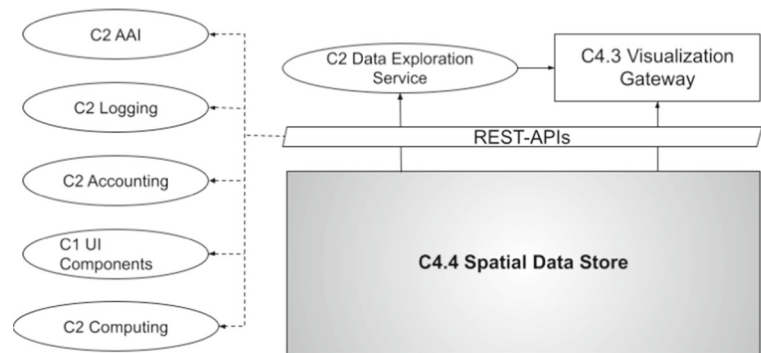 C2 AAI
C2 Logging
C2 Accounting
C1 UI
Components
C2 Computing
C2 Data Exploration
Service
C4.3 Visualization
Gateway
REST-APIs
C4.4 Spatial Data Store